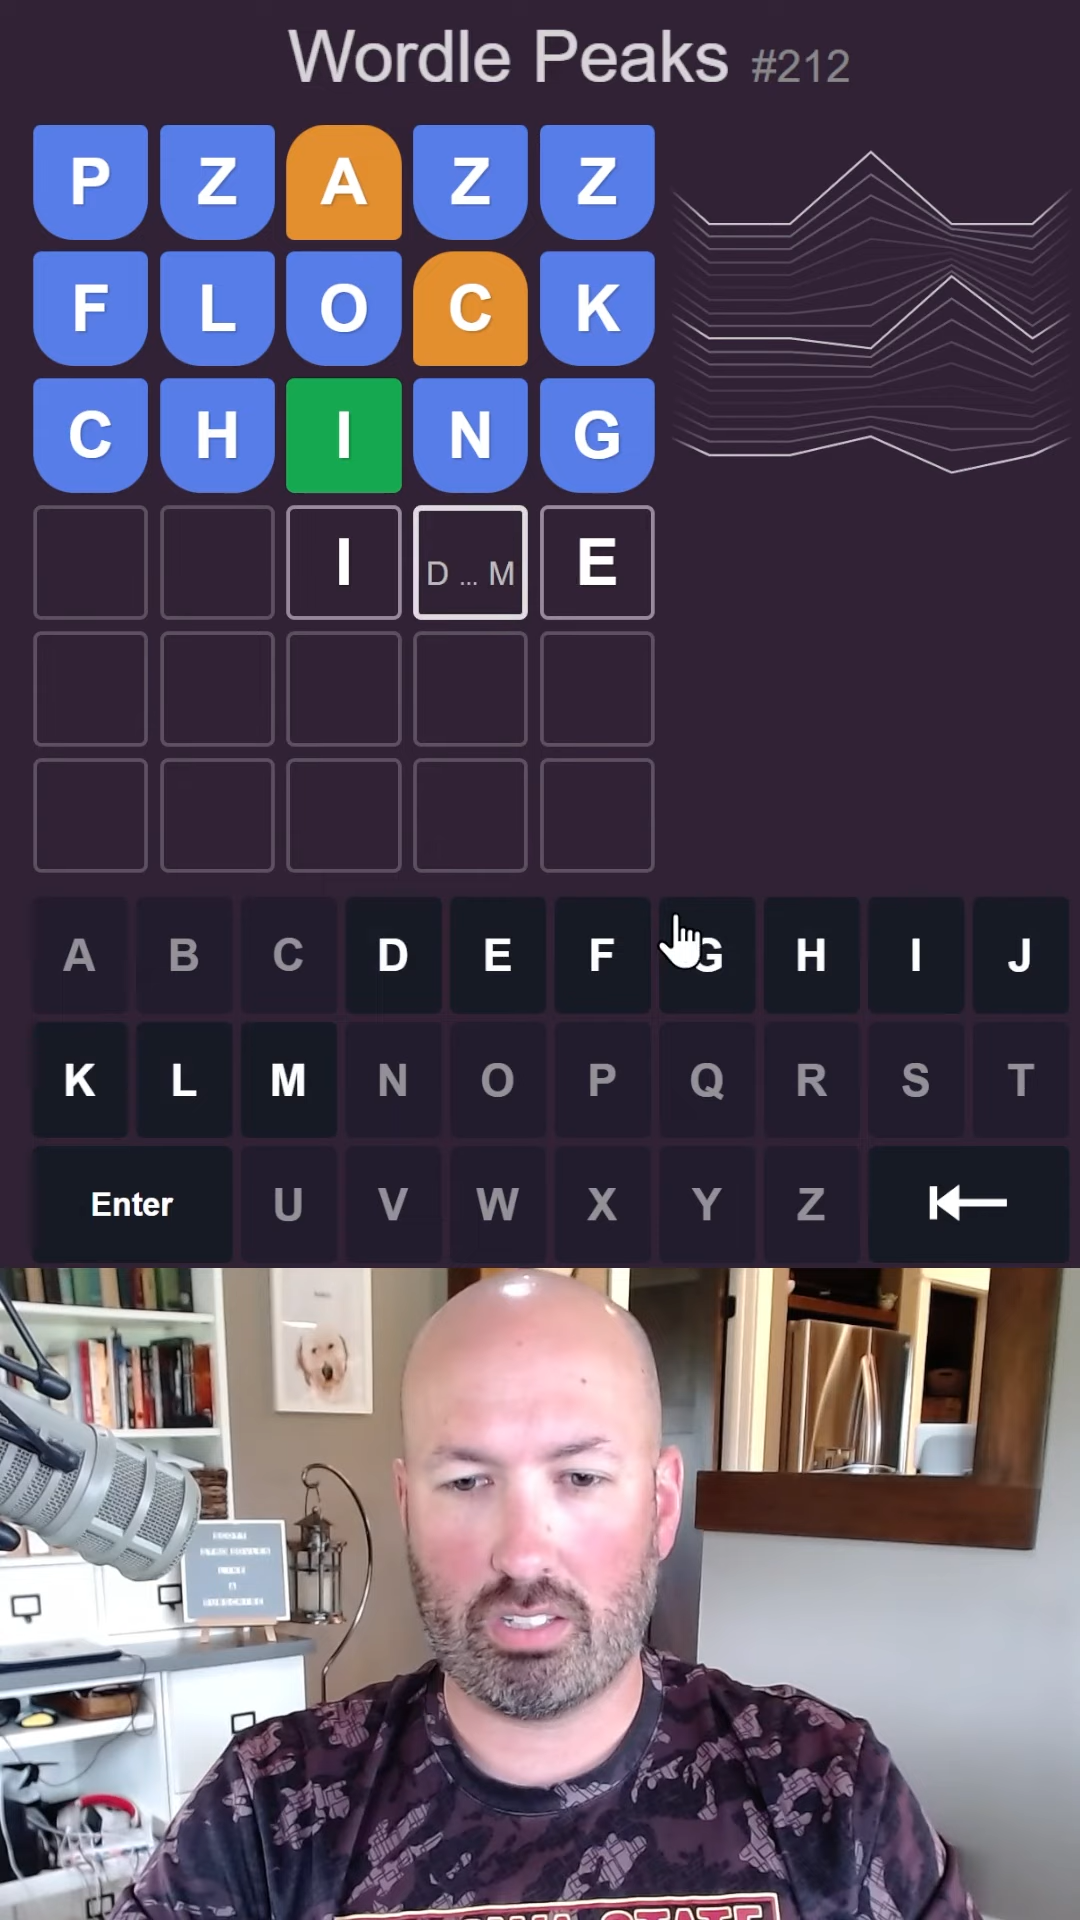 Wordle Peaks #212
P Z A Z Z
F L O C K
C H I N G
I D ... M E
A B C D E F G H I J
K L M N O P Q R S T
Enter U V W X Y Z